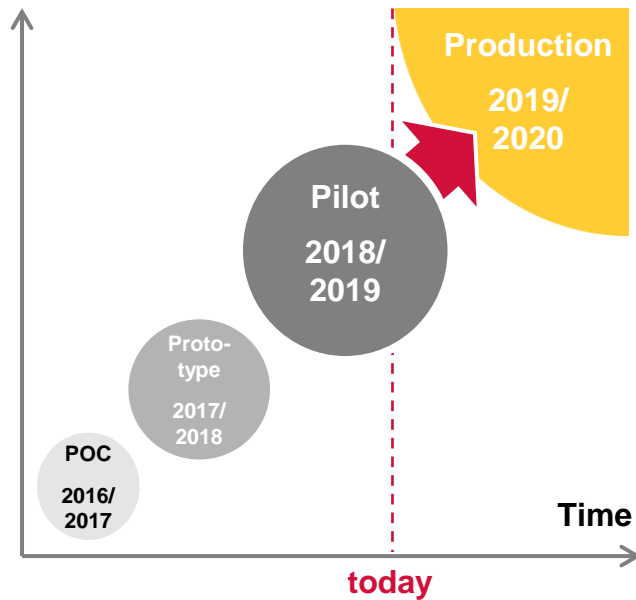 Production
2019/
2020
Pilot
2018/
2019
Proto-
type
2017/
2018
POC
2016/
2017
Time
today